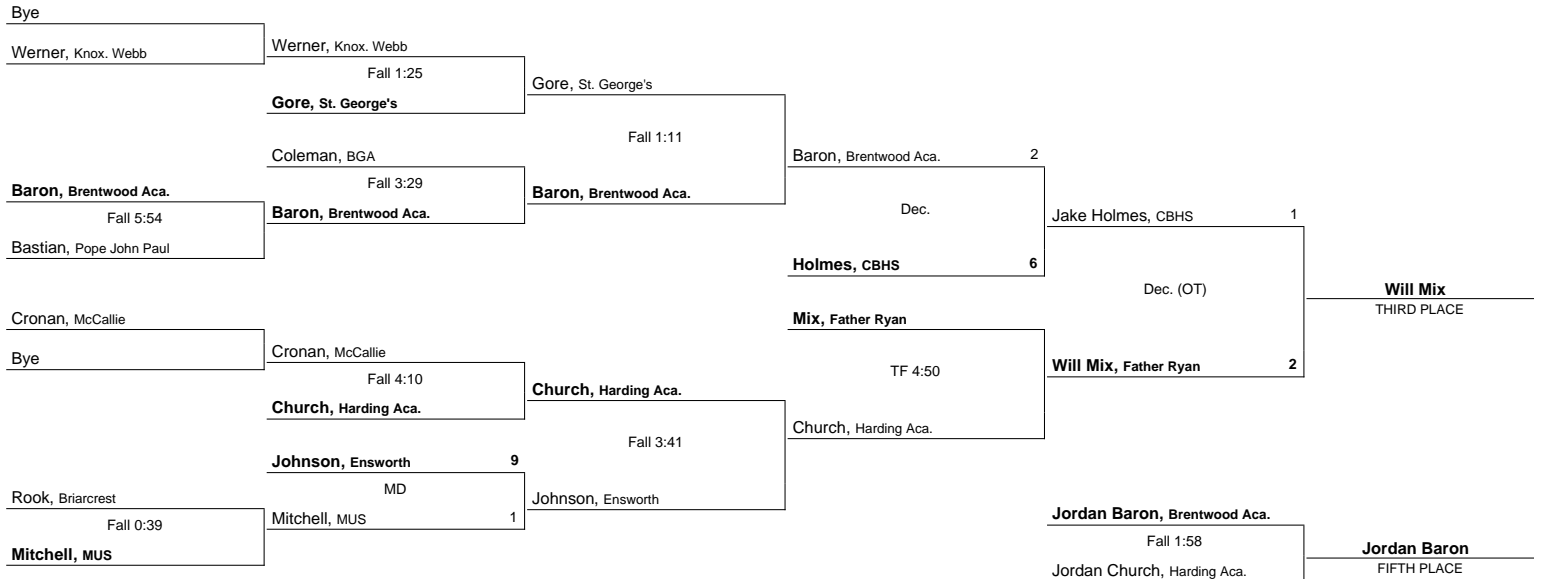 Bye
Werner, Knox. Webb
Werner, Knox. Webb
Fall 1:25
Gore, St. George's
Gore, St. George's
Fall 1:11
Coleman, BGA
Fall 3:29
Baron, Brentwood Aca.
Baron, Brentwood Aca.
Baron, Brentwood Aca.
Fall 5:54
Bastian, Pope John Paul
Baron, Brentwood Aca. 2
Dec.
Holmes, CBHS 6
Jake Holmes, CBHS 1
Dec. (OT)
Will Mix, Father Ryan 2
Will Mix
THIRD PLACE
Cronan, McCallie
Bye
Cronan, McCallie
Fall 4:10
Church, Harding Aca.
Church, Harding Aca.
Fall 3:41
Johnson, Ensworth
Mix, Father Ryan
TF 4:50
Church, Harding Aca.
Johnson, Ensworth 9
MD
Mitchell, MUS 1
Rook, Briarcrest
Fall 0:39
Mitchell, MUS
Jordan Baron, Brentwood Aca.
Fall 1:58
Jordan Church, Harding Aca.
Jordan Baron
FIFTH PLACE